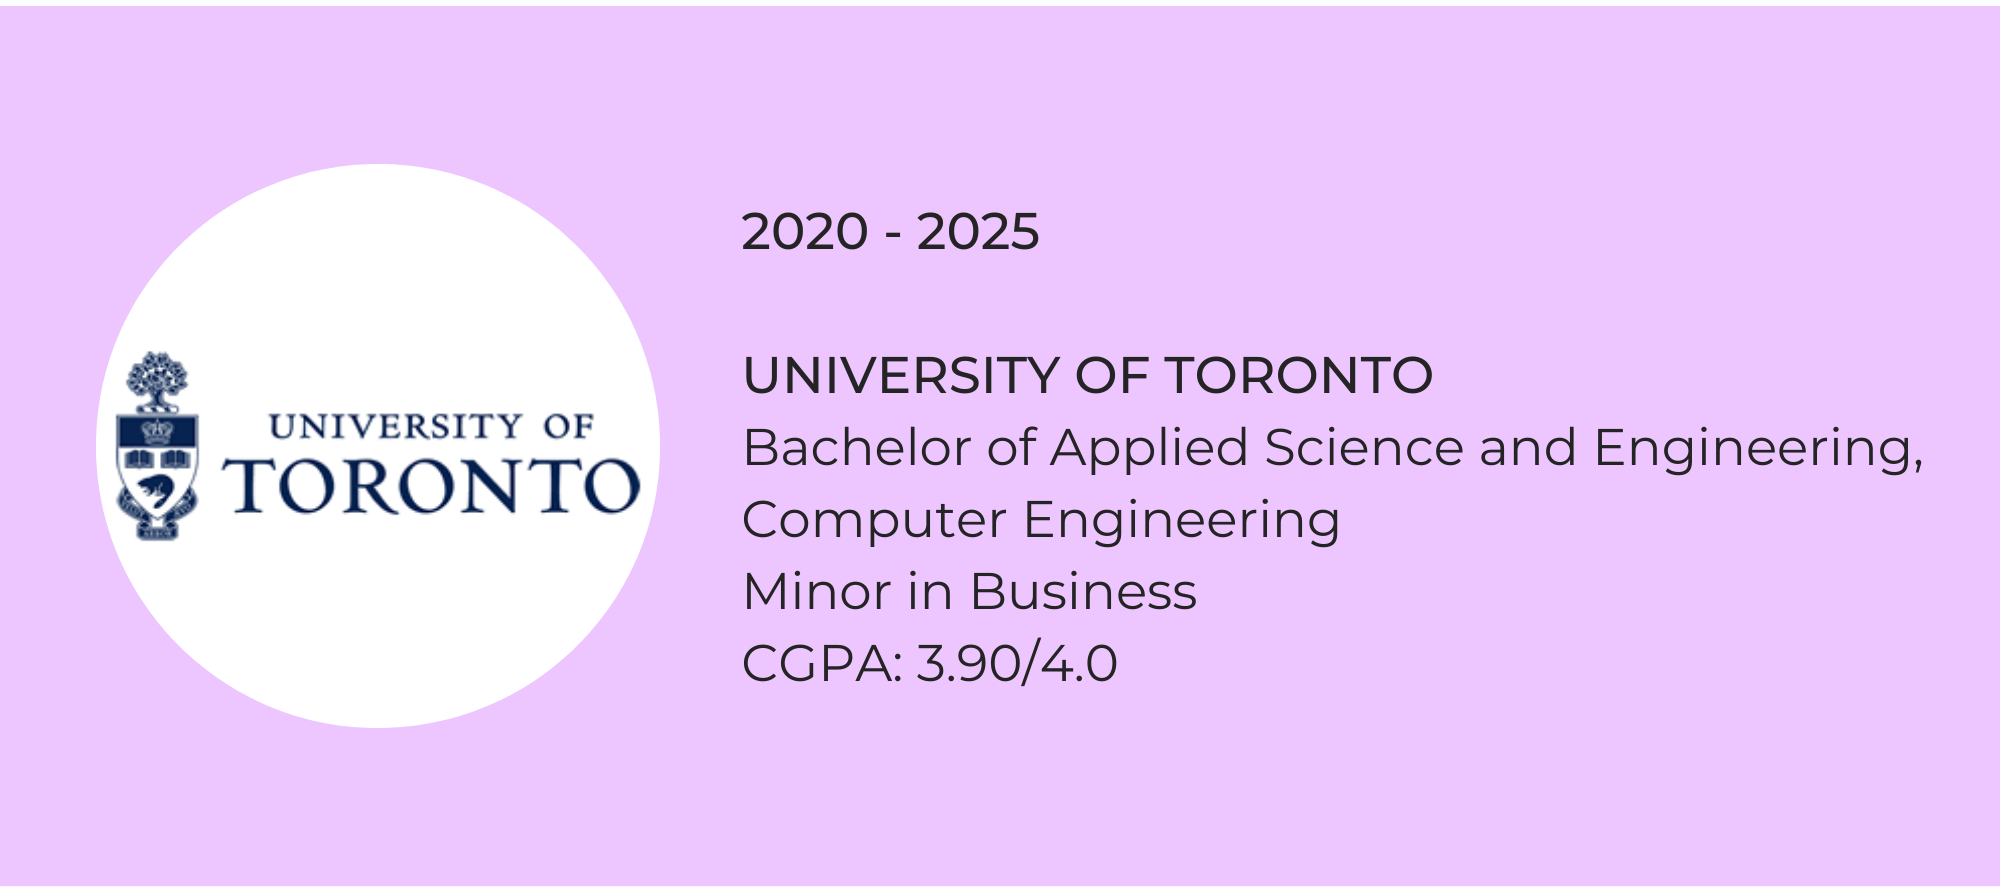 UNIVERSITY OF
TORONTO
2020 - 2025
UNIVERSITY OF TORONTO
Bachelor of Applied Science and Engineering,
Computer Engineering
Minor in Business
CGPA: 3.90/4.0